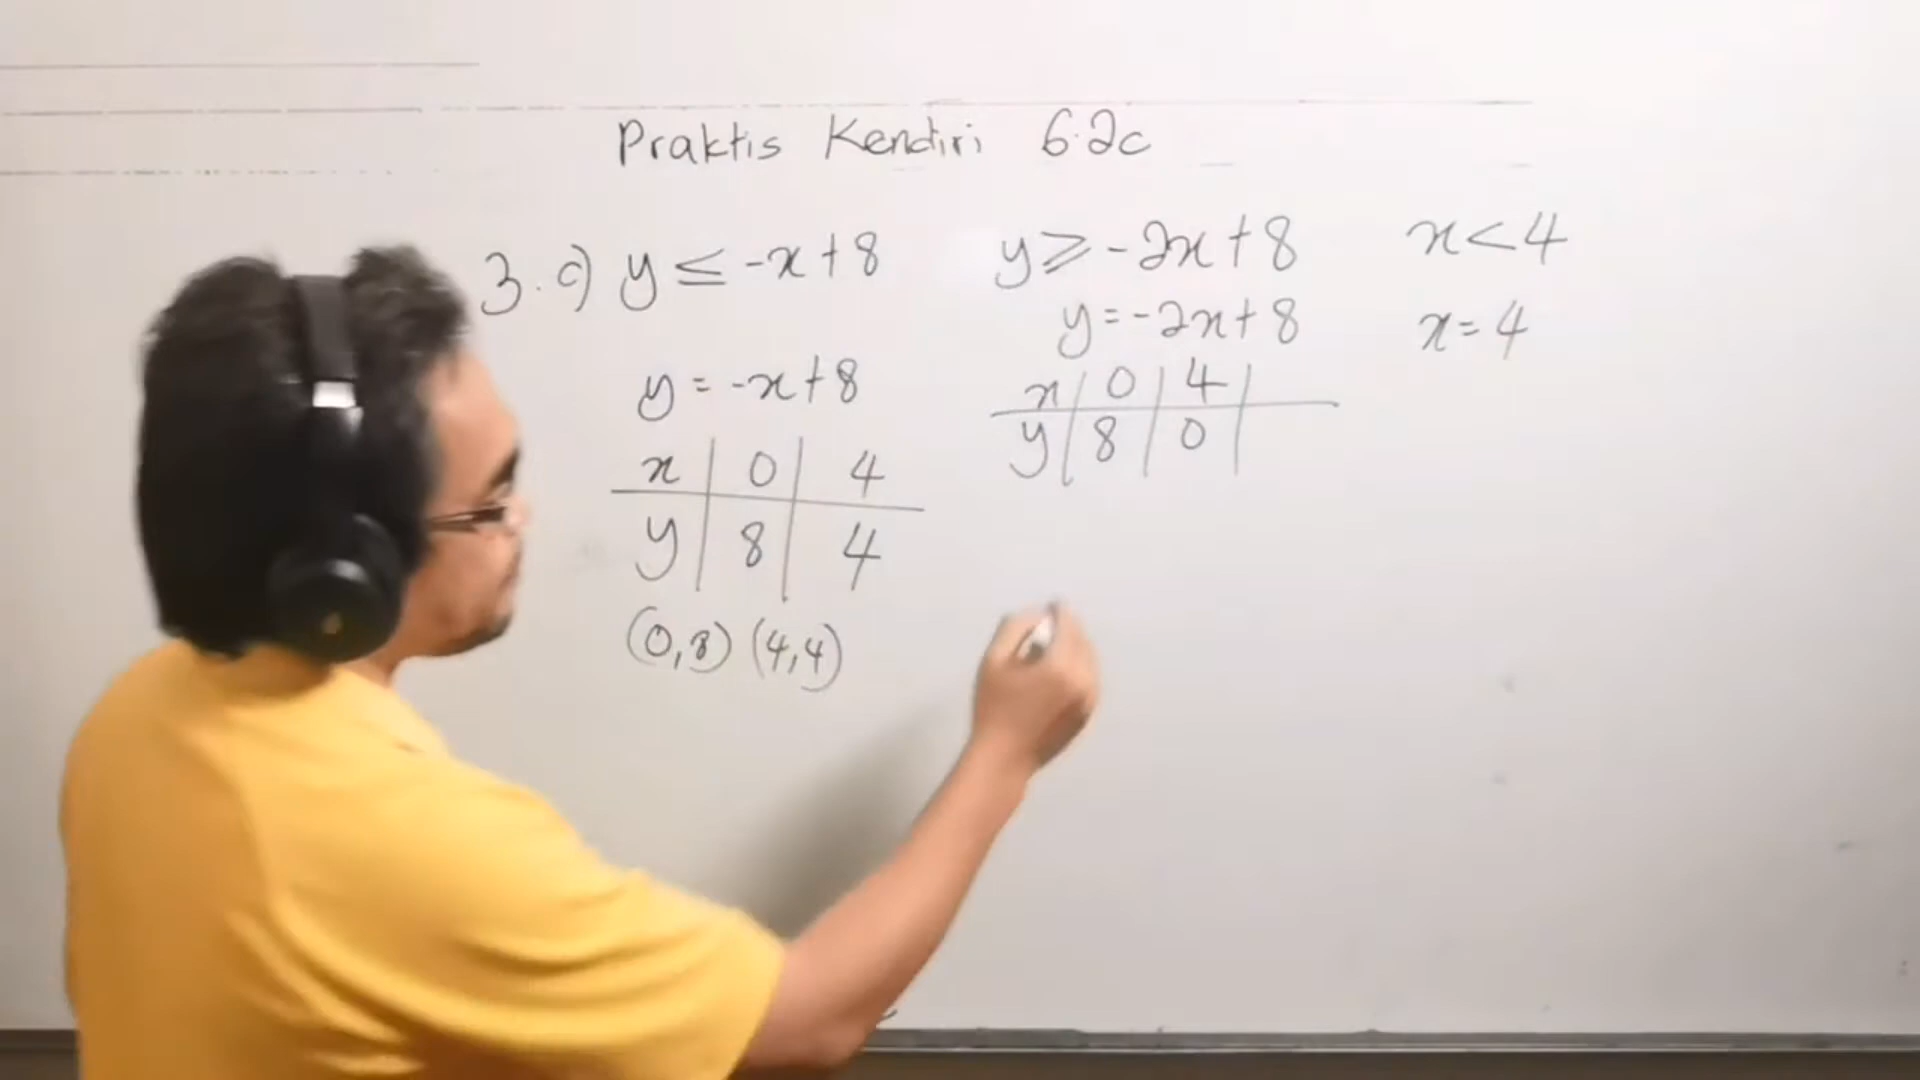 Praktis Kendiri 6.2c
3. c) y ≤ -x + 8
y = -x + 8
x | 0 | 4
y | 8 | 4
(0,8) (4,4)
y ⩾ -2x + 8
y = -2x + 8
x | 0 | 4 |
y | 8 | 0 |
x < 4
x = 4